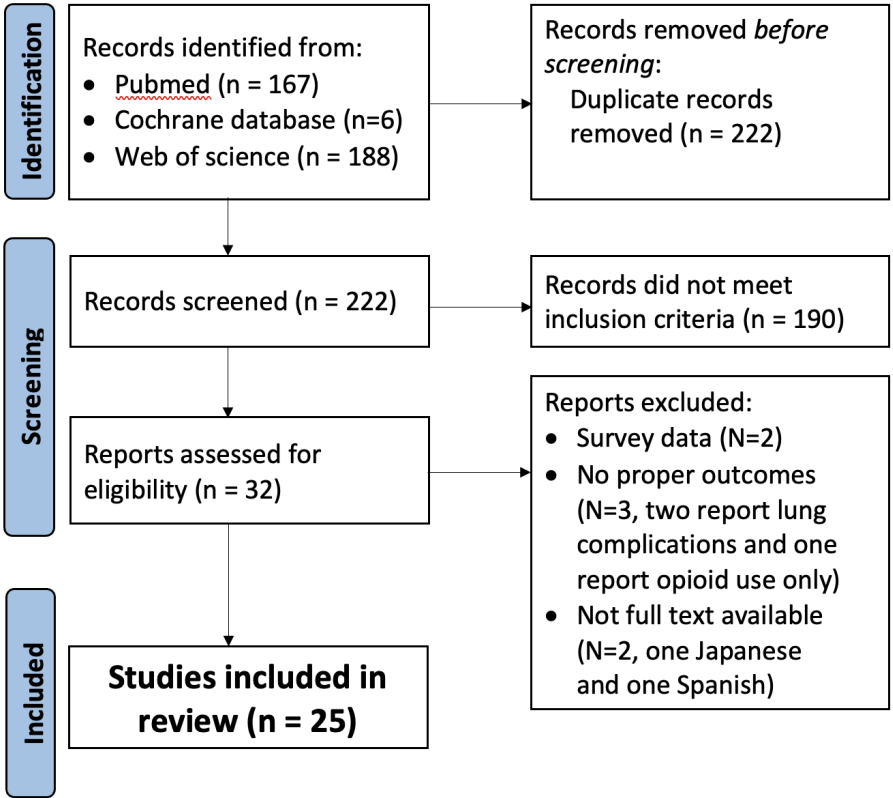 Identification
Records identified from:
• Pubmed (n = 167)
• Cochrane database (n=6)
• Web of science (n = 188)
Records removed before
screening:
Duplicate records
removed (n = 222)
Screening
Records screened (n = 222)
Records did not meet
inclusion criteria (n = 190)
Reports assessed for
eligibility (n = 32)
Reports excluded:
• Survey data (N=2)
• No proper outcomes
(N=3, two report lung
complications and one
report opioid use only)
• Not full text available
(N=2, one Japanese
and one Spanish)
Included
Studies included in
review (n = 25)